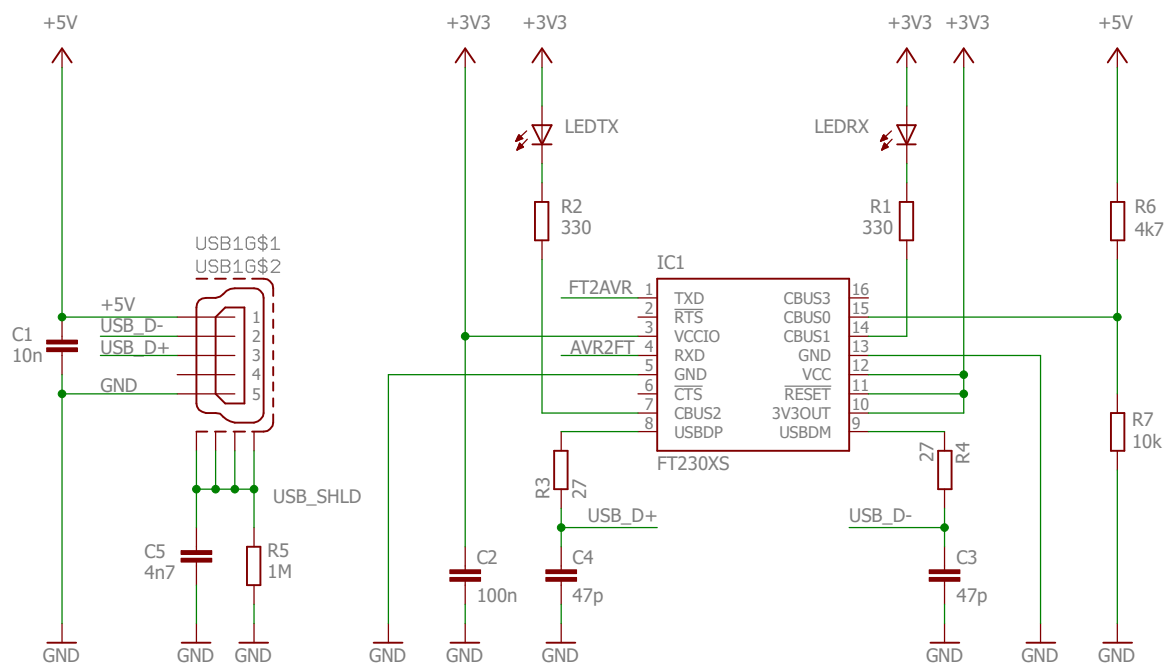 +5V
+3V3
+3V3
+3V3
+3V3
+5V
LEDTX
LEDRX
R2
330
R1
330
R6
4k7
USB1G$1
USB1G$2
+5V
USB_D-
USB_D+
GND
1
2
3
4
5
C1
10n
USB_SHLD
C5
4n7
R5
1M
IC1
FT2AVR
AVR2FT
1 TXD
2 RTS
3 VCCIO
4 RXD
5 GND
6 CTS
7 CBUS2
8 USBDP
CBUS3 16
CBUS0 15
CBUS1 14
GND 13
VCC 12
RESET 11
3V3OUT 10
USBDM 9
FT230XS
R7
10k
R3
27
27
R4
USB_D+
USB_D-
C2
100n
C4
47p
C3
47p
GND
GND
GND
GND
GND
GND
GND
GND
GND